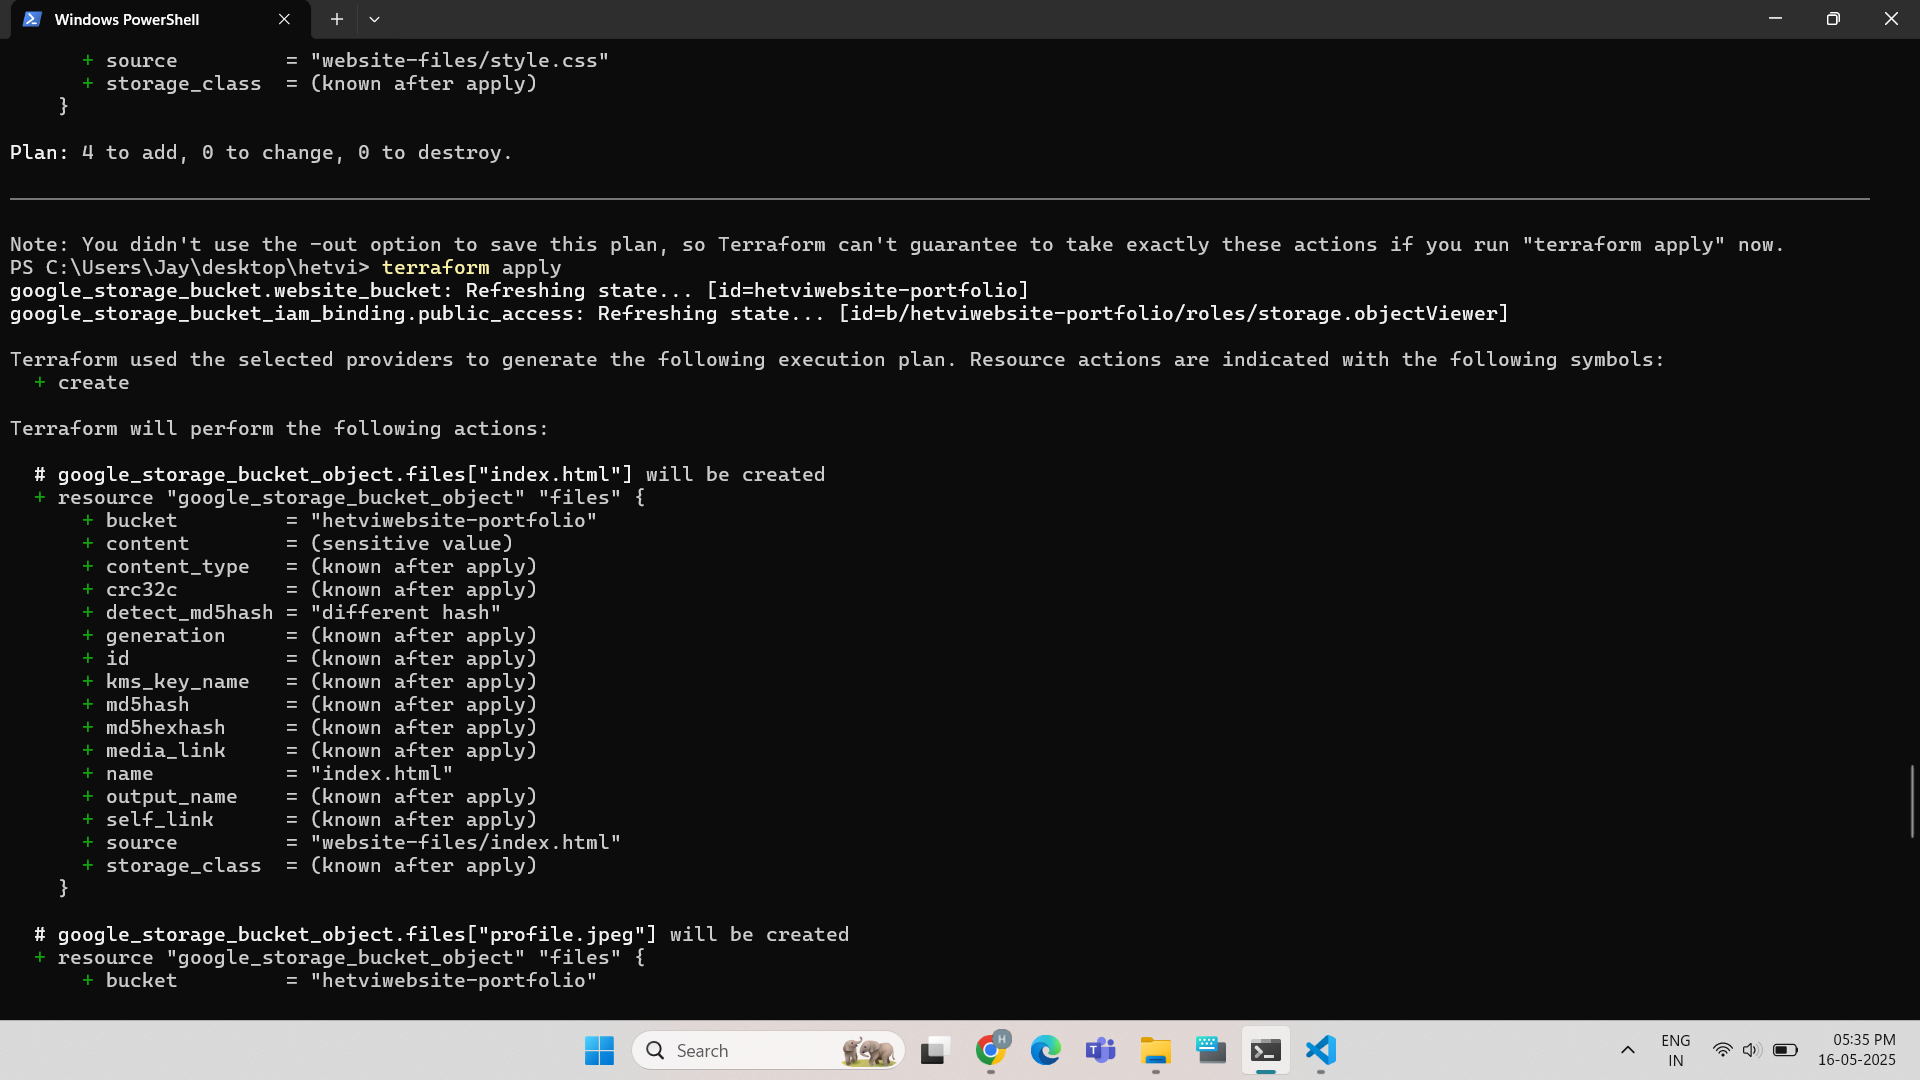 Windows PowerShell
      + source         = "website-files/style.css"
      + storage_class  = (known after apply)
    }
Plan: 4 to add, 0 to change, 0 to destroy.
Note: You didn't use the -out option to save this plan, so Terraform can't guarantee to take exactly these actions if you run "terraform apply" now.
PS C:\Users\Jay\desktop\hetvi> terraform apply
google_storage_bucket.website_bucket: Refreshing state... [id=hetviwebsite-portfolio]
google_storage_bucket_iam_binding.public_access: Refreshing state... [id=b/hetviwebsite-portfolio/roles/storage.objectViewer]
Terraform used the selected providers to generate the following execution plan. Resource actions are indicated with the following symbols:
  + create
Terraform will perform the following actions:
  # google_storage_bucket_object.files["index.html"] will be created
  + resource "google_storage_bucket_object" "files" {
      + bucket         = "hetviwebsite-portfolio"
      + content        = (sensitive value)
      + content_type   = (known after apply)
      + crc32c         = (known after apply)
      + detect_md5hash = "different hash"
      + generation     = (known after apply)
      + id             = (known after apply)
      + kms_key_name   = (known after apply)
      + md5hash        = (known after apply)
      + md5hexhash     = (known after apply)
      + media_link     = (known after apply)
      + name           = "index.html"
      + output_name    = (known after apply)
      + self_link      = (known after apply)
      + source         = "website-files/index.html"
      + storage_class  = (known after apply)
    }
  # google_storage_bucket_object.files["profile.jpeg"] will be created
  + resource "google_storage_bucket_object" "files" {
      + bucket         = "hetviwebsite-portfolio"
Search
H
T
ENG
IN
05:35 PM
16-05-2025